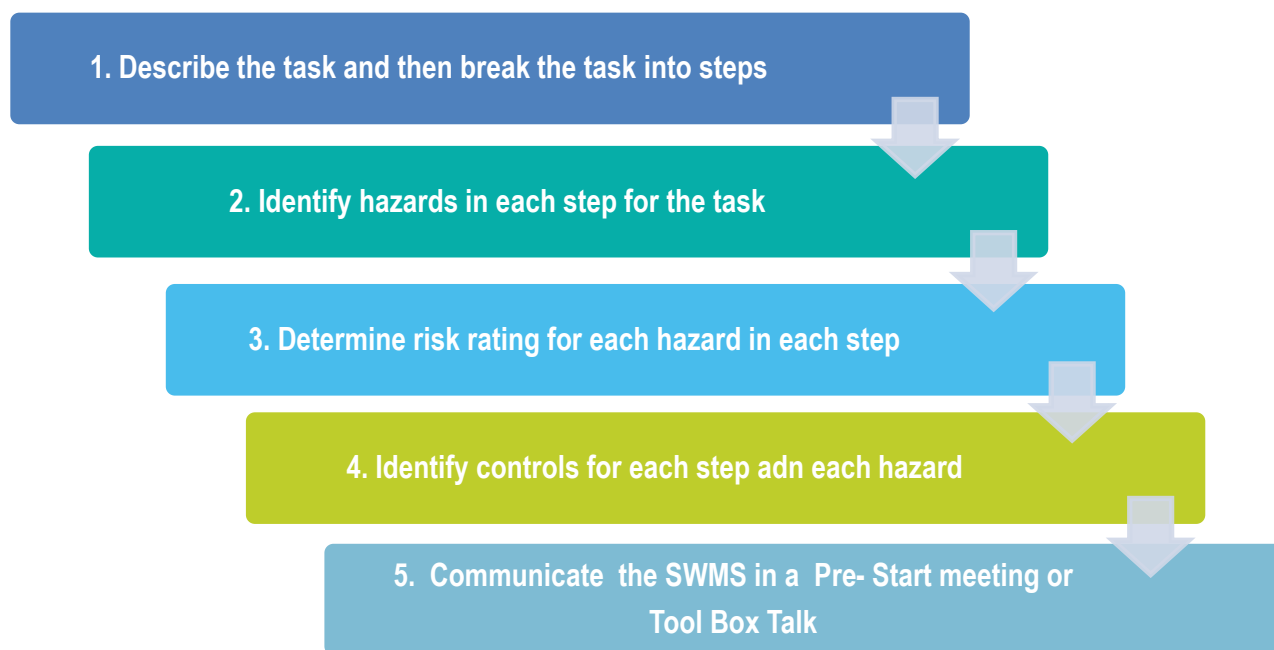 1. Describe the task and then break the task into steps
2. Identify hazards in each step for the task
3. Determine risk rating for each hazard in each step
4. Identify controls for each step adn each hazard
5.  Communicate  the SWMS in a  Pre- Start meeting or
Tool Box Talk